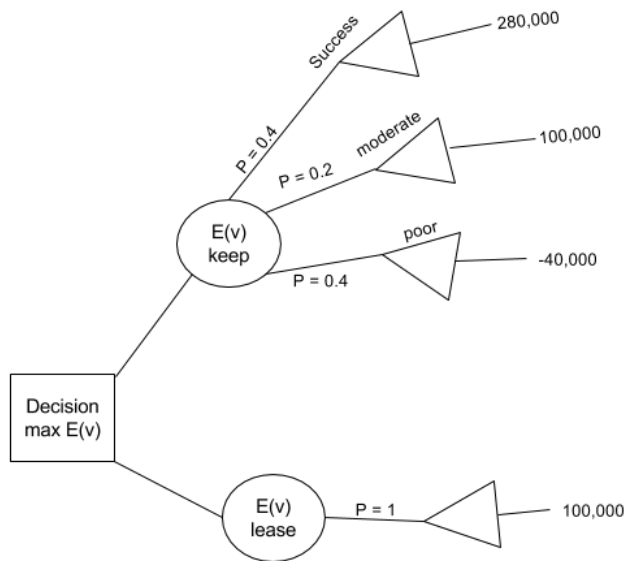 Success
280,000
P = 0.4
moderate
100,000
P = 0.2
E(v)
keep
poor
-40,000
P = 0.4
Decision
max E(v)
E(v)
lease
P = 1
100,000